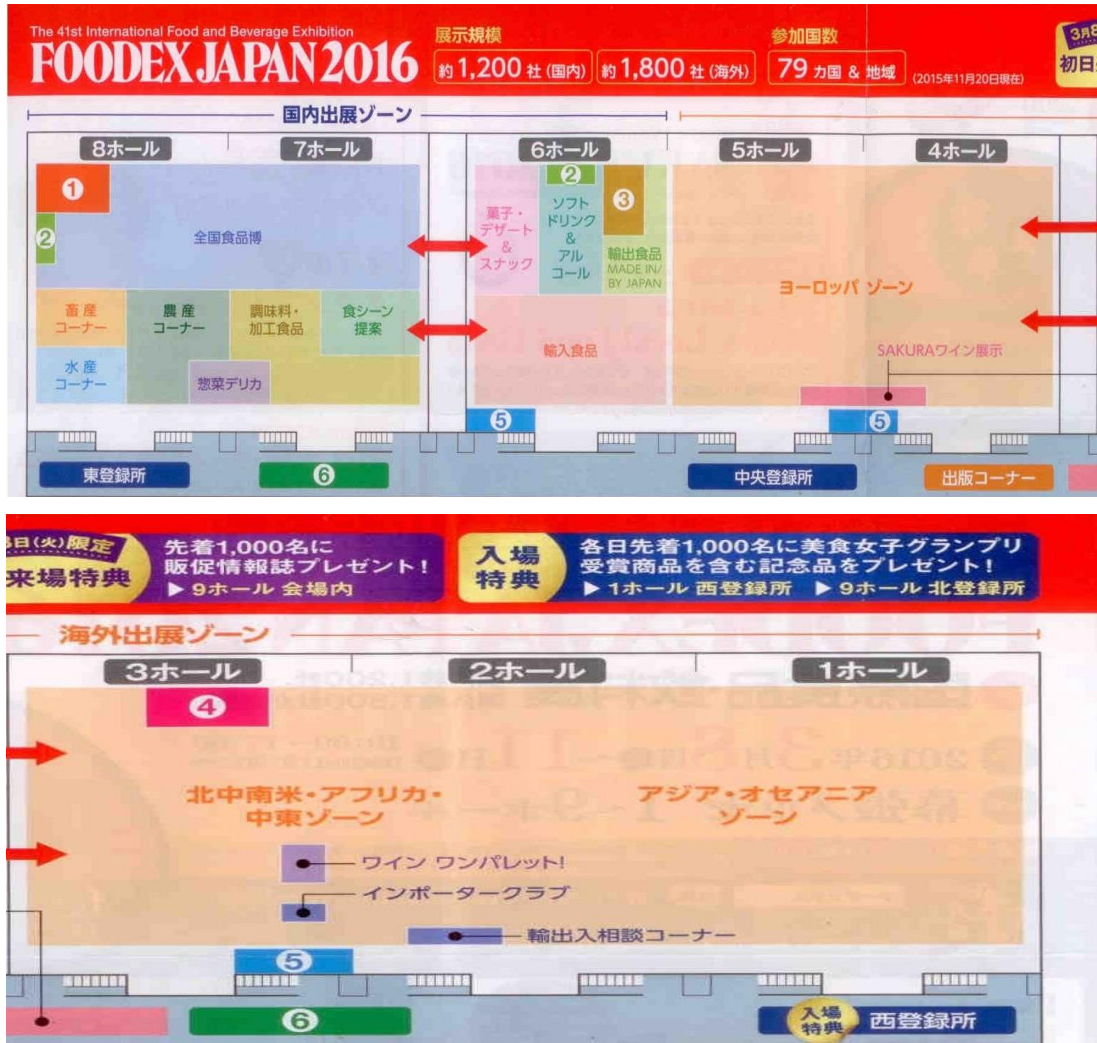 The 41st International Food and Beverage Exhibition
FOODEX JAPAN 2016
展示規模
約1,200社(国内)
約1,800社(海外)
参加国数
79カ国 & 地域
(2015年11月20日現在)
3月8
初日
国内出展ゾーン
8ホール
7ホール
6ホール
5ホール
4ホール
1
2
全国食品博
菓子・
デザート
&
スナック
2
ソフト
ドリンク
&
アル
コール
3
輸出食品
MADE IN/
BY JAPAN
ヨーロッパ ゾーン
畜産
コーナー
農産
コーナー
調味料・
加工食品
食シーン
提案
水産
コーナー
惣菜デリカ
輸入食品
SAKURAワイン展示
5
5
東登録所
6
中央登録所
出版コーナー
日(火)限定
来場特典
先着1,000名に
販促情報誌プレゼント!
▶9ホール 会場内
入場
特典
各日先着1,000名に美食女子グランプリ
受賞商品を含む記念品をプレゼント!
▶1ホール 西登録所 ▶9ホール 北登録所
海外出展ゾーン
3ホール
2ホール
1ホール
4
北中南米・アフリカ・
中東ゾーン
アジア・オセアニア
ゾーン
ワイン ワンパレット!
インポータークラブ
輸出入相談コーナー
5
6
入場
特典
西登録所